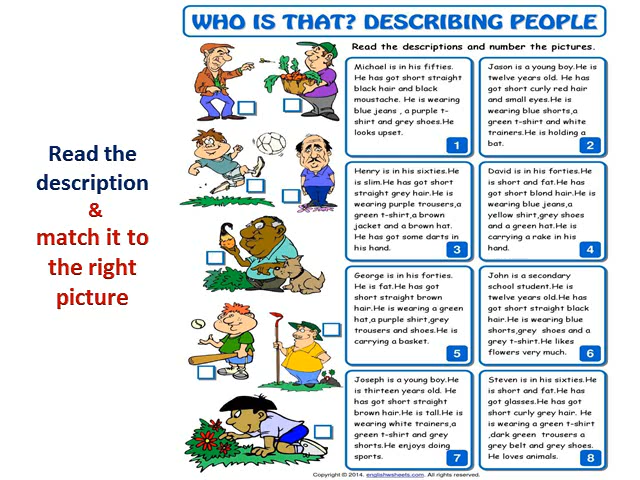 WHO IS THAT? DESCRIBING PEOPLE
Read the descriptions and number the pictures.
Read the
description
&
match it to
the right
picture
Michael is in his fifties.
He has got short straight
black hair and black
moustache. He is wearing
blue jeans , a purple t-
shirt and grey shoes.He
looks upset.
1
Jason is a young boy.He is
twelve years old. He has
got short curly red hair
and small eyes.He is
wearing blue shorts,a
green t-shirt and white
trainers.He is holding a
bat.
2
Henry is in his sixties.He
is slim.He has got short
straight grey hair.He is
wearing purple trousers,a
green t-shirt,a brown
jacket and a brown hat.
He has got some darts in
his hand.
3
David is in his forties.He
is short and fat.He has
got short blond hair.He is
wearing blue jeans,a
yellow shirt,grey shoes
and a green hat.He is
carrying a rake in his
hand.
4
George is in his forties.
He is fat.He has got
short straight brown
hair.He is wearing a green
hat,a purple shirt,grey
trousers and shoes.He is
carrying a basket.
5
John is a secondary
school student.He is
twelve years old.He has
got short straight black
hair.He is wearing blue
shorts,grey shoes and a
grey t-shirt.He likes
flowers very much.
6
Joseph is a young boy.He
is thirteen years old. He
has got short straight
brown hair.He is tall.He is
wearing white trainers,a
green t-shirt and grey
shorts.He enjoys doing
sports.
7
Steven is in his sixties.He
is short and fat.He has
got glasses.He has got
short curly grey hair. He
is wearing a green t-shirt
,dark green trousers a
grey belt and grey shoes.
He loves animals.
8
Copyright © 2014. englishwsheets.com. All rights reserved.